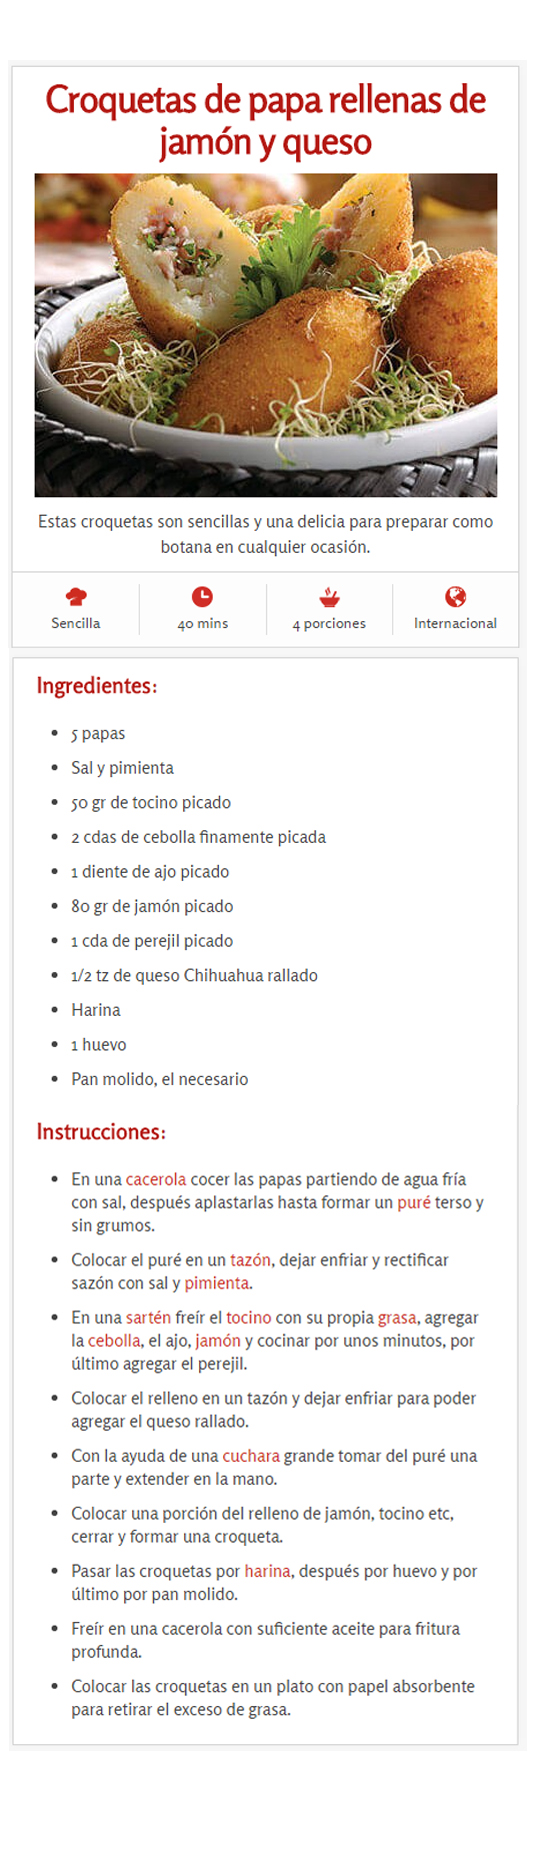 Croquetas de papa rellenas de
jamón y queso
Estas croquetas son sencillas y una delicia para preparar como
botana en cualquier ocasión.
Sencilla
40 mins
4 porciones
Internacional
Ingredientes:
• 5 papas
• Sal y pimienta
• 50 gr de tocino picado
• 2 cdas de cebolla finamente picada
• 1 diente de ajo picado
• 80 gr de jamón picado
• 1 cda de perejil picado
• 1/2 tz de queso Chihuahua rallado
• Harina
• 1 huevo
• Pan molido, el necesario
Instrucciones:
• En una cacerola cocer las papas partiendo de agua fría
con sal, después aplastarlas hasta formar un puré terso y
sin grumos.
• Colocar el puré en un tazón, dejar enfriar y rectificar
sazón con sal y pimienta.
• En una sartén freír el tocino con su propia grasa, agregar
la cebolla, el ajo, jamón y cocinar por unos minutos, por
último agregar el perejil.
• Colocar el relleno en un tazón y dejar enfriar para poder
agregar el queso rallado.
• Con la ayuda de una cuchara grande tomar del puré una
parte y extender en la mano.
• Colocar una porción del relleno de jamón, tocino etc,
cerrar y formar una croqueta.
• Pasar las croquetas por harina, después por huevo y por
último por pan molido.
• Freír en una cacerola con suficiente aceite para fritura
profunda.
• Colocar las croquetas en un plato con papel absorbente
para retirar el exceso de grasa.